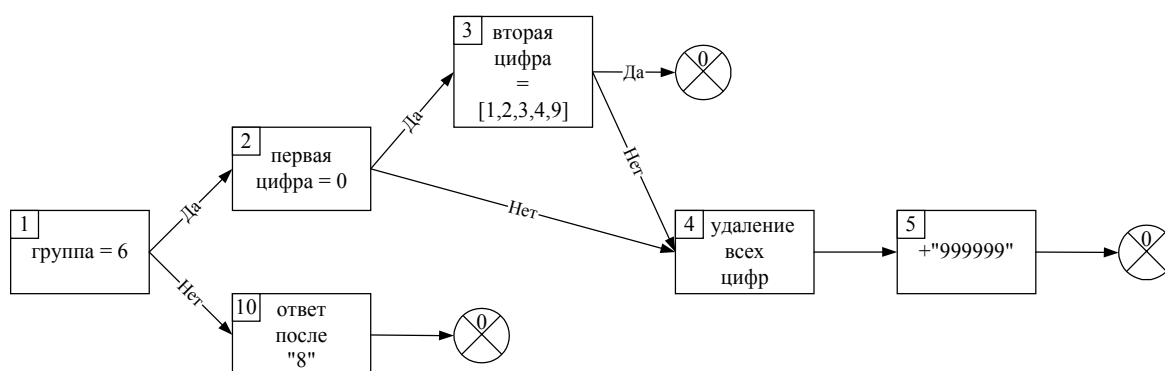 3
вторая
цифра
=
[1,2,3,4,9]
Да
0
Да
2
первая
цифра = 0
Нет
Нет
1
группа = 6
Да
Нет
4
удаление
всех
цифр
5
+"999999"
0
10
ответ
после
"8"
0